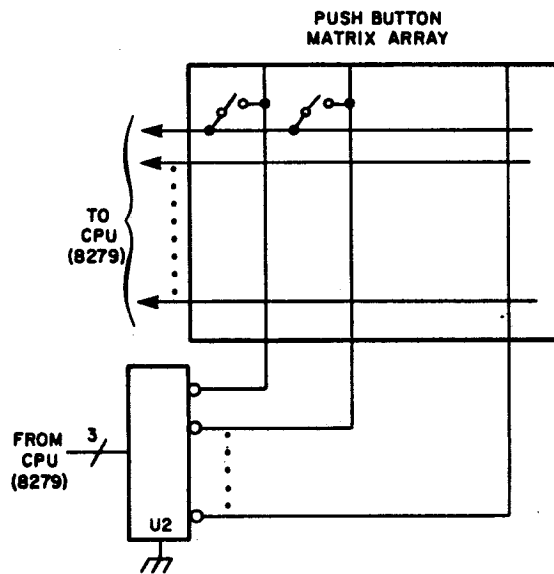 PUSH BUTTON
MATRIX ARRAY
TO
CPU
(8279)
FROM
CPU
(8279)
3
U2